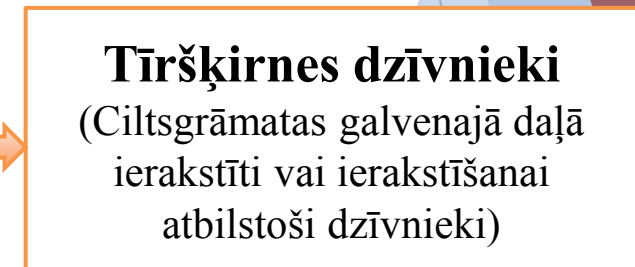 Tīršķirnes dzīvnieki
(Ciltsgrāmatas galvenajā daļā
ierakstīti vai ierakstīšanai
atbilstoši dzīvnieki)